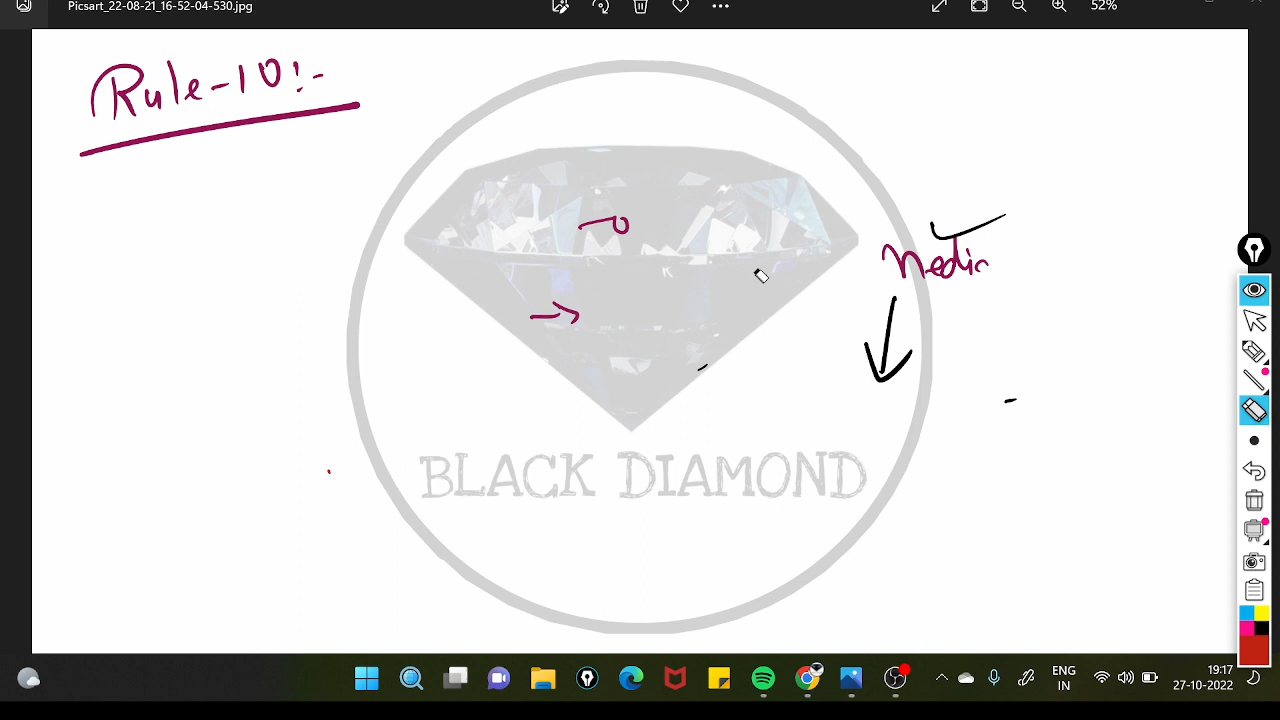 Picsart_22-08-21_16-52-04-530.jpg
52%
Rule-10:-
Media
BLACK DIAMOND
ENG
IN
19:17
27-10-2022